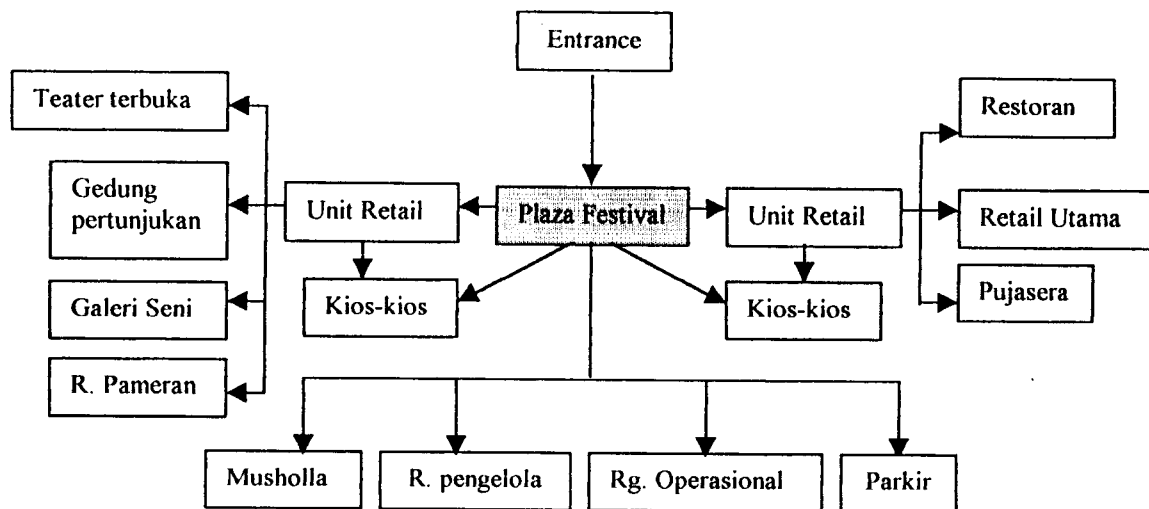 Entrance
Teater terbuka
Restoran
Gedung
pertunjukan
Unit Retail
Plaza Festival
Unit Retail
Retail Utama
Galeri Seni
Kios-kios
Kios-kios
Pujasera
R. Pameran
Musholla
R. pengelola
Rg. Operasional
Parkir